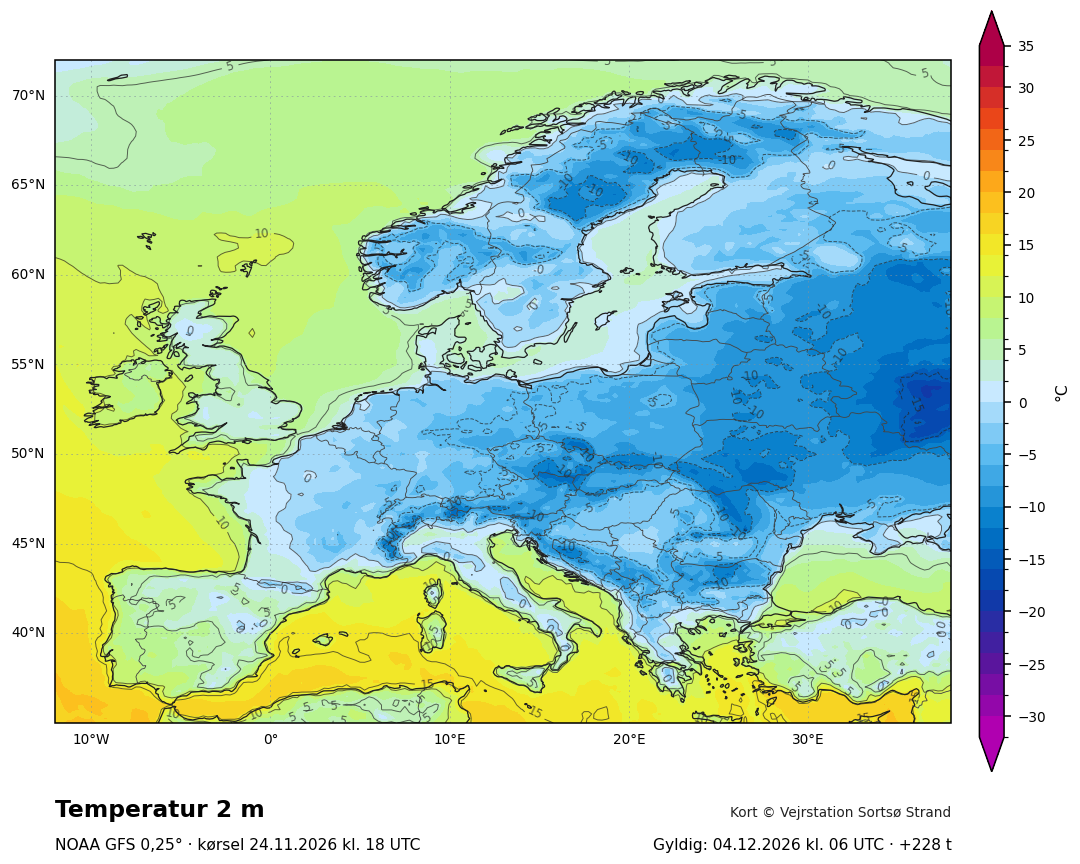 70°N
65°N
60°N
55°N
50°N
45°N
40°N
10°W 0° 10°E 20°E 30°E
35
30
25
20
15
10
5
0
−5
−10
−15
−20
−25
−30
°C
Temperatur 2 m
Kort © Vejrstation Sortsø Strand
NOAA GFS 0,25° · kørsel 24.11.2026 kl. 18 UTC
Gyldig: 04.12.2026 kl. 06 UTC · +228 t